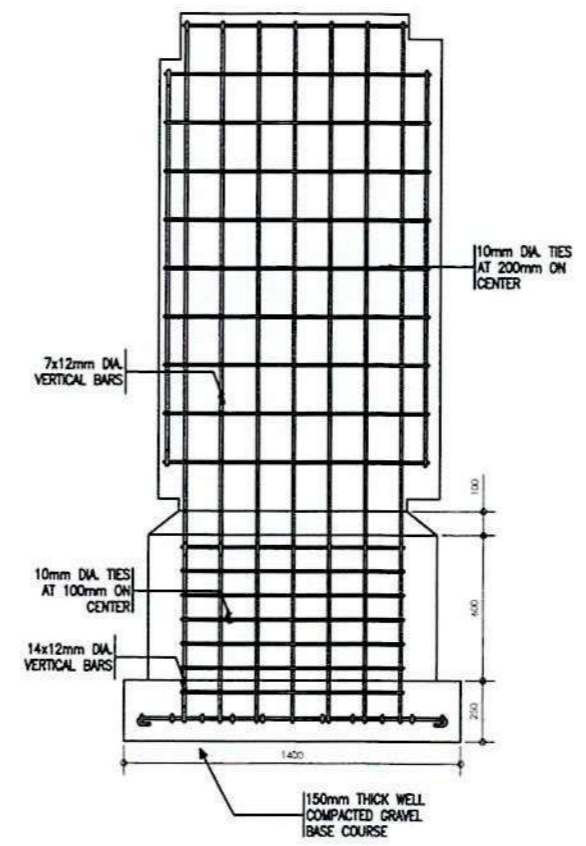 10mm DIA. TIES
AT 200mm ON
CENTER
7x12mm DIA.
VERTICAL BARS
100
10mm DIA. TIES
AT 100mm ON
CENTER
600
14x12mm DIA.
VERTICAL BARS
250
1400
150mm THICK WELL
COMPACTED GRAVEL
BASE COURSE